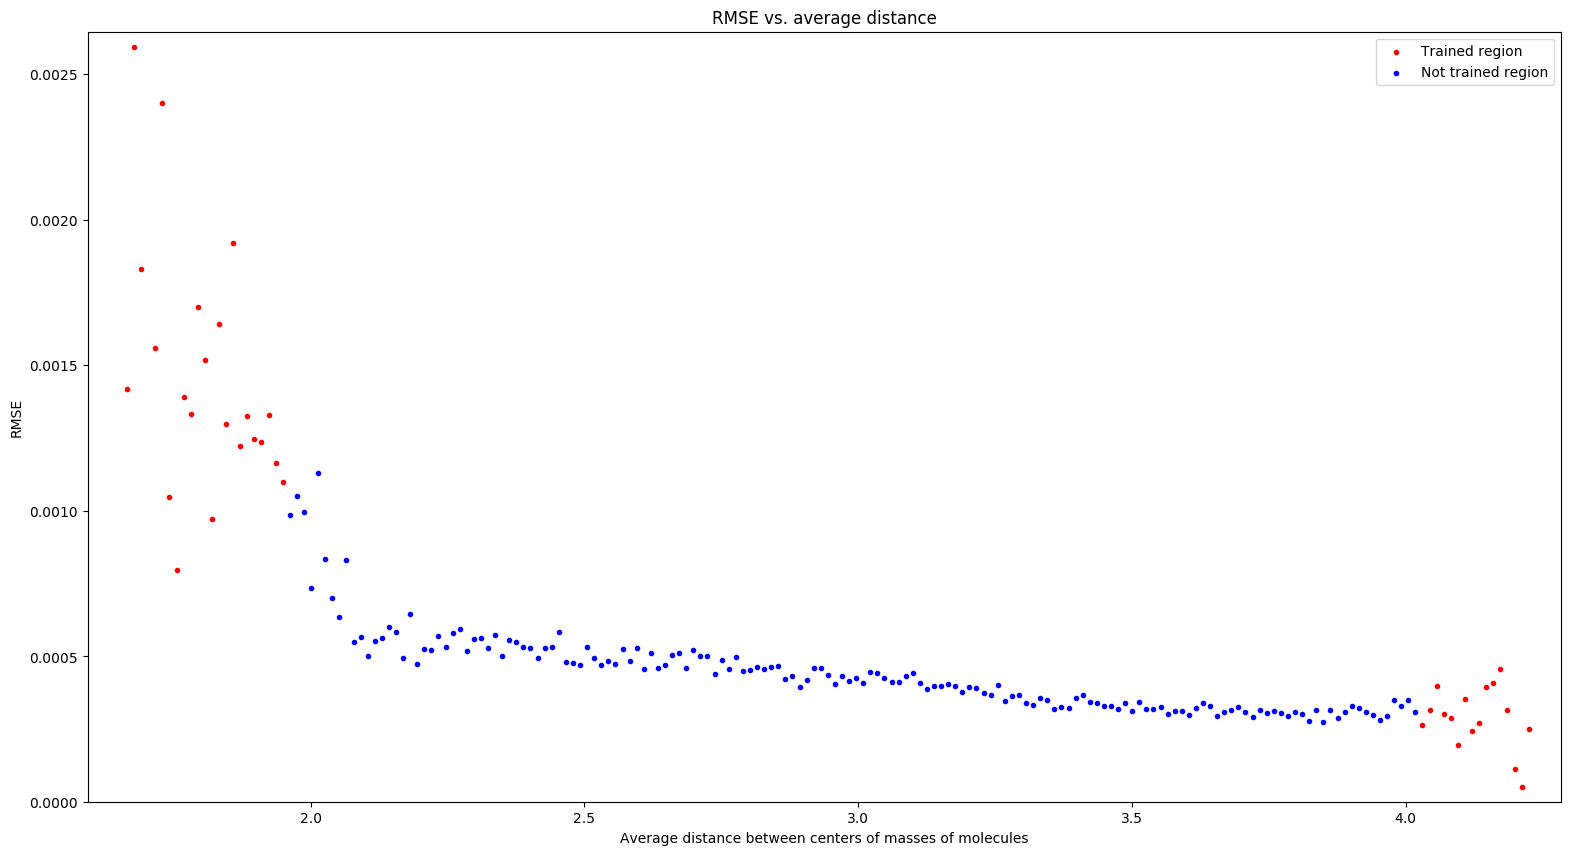 RMSE vs. average distance
Trained region
Not trained region
0.0025
0.0020
0.0015
0.0010
0.0005
0.0000
RMSE
2.0
2.5
3.0
3.5
4.0
Average distance between centers of masses of molecules